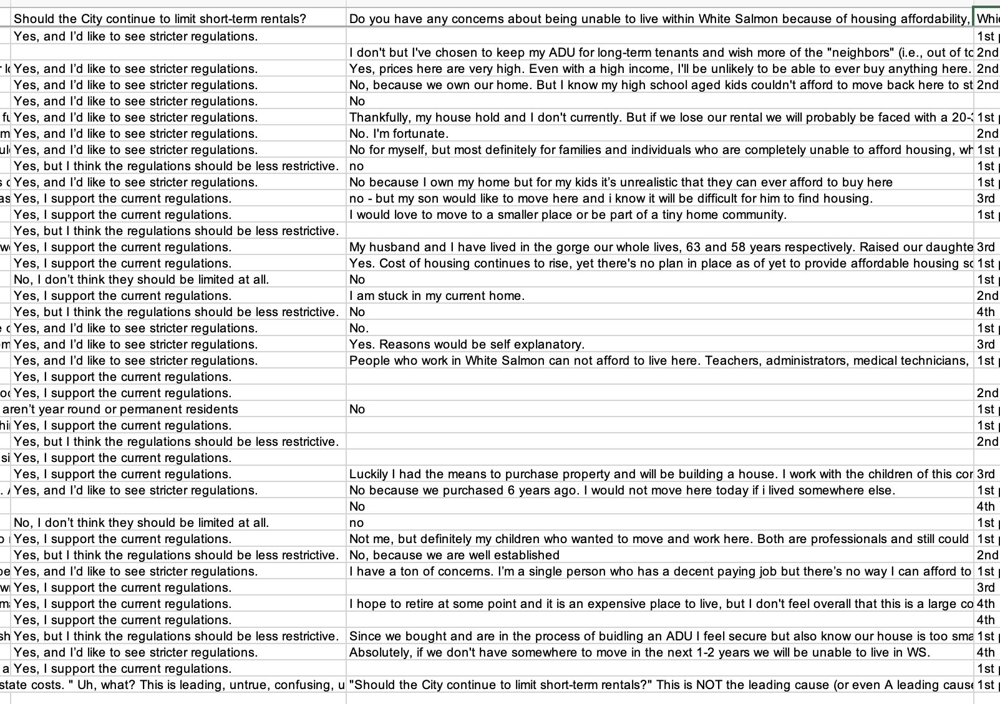 Should the City continue to limit short-term rentals? Do you have any concerns about being unable to live within White Salmon because of housing affordability,
Yes, and I’d like to see stricter regulations. 1st
I don't but I've chosen to keep my ADU for long-term tenants and wish more of the "neighbors" (i.e., out of 2nd
Yes, and I’d like to see stricter regulations. Yes, prices here are very high. Even with a high income, I'll be unlikely to be able to ever buy anything here. 2nd
Yes, and I’d like to see stricter regulations. No, because we own our home. But I know my high school aged kids couldn't afford to move back here to 2nd
Yes, and I’d like to see stricter regulations. No
Yes, and I’d like to see stricter regulations. Thankfully, my house hold and I don't currently. But if we lose our rental we will probably be faced with a 1st
Yes, and I’d like to see stricter regulations. No. I'm fortunate. 2nd
Yes, and I’d like to see stricter regulations. No for myself, but most definitely for families and individuals who are completely unable to afford housing, 1st
Yes, but I think the regulations should be less restrictive. no 1st
Yes, and I’d like to see stricter regulations. No because I own my home but for my kids it’s unrealistic that they can ever afford to buy here 1st
Yes, I support the current regulations. no - but my son would like to move here and i know it will be difficult for him to find housing. 3rd
Yes, I support the current regulations. I would love to move to a smaller place or be part of a tiny home community. 1st
Yes, but I think the regulations should be less restrictive.
Yes, I support the current regulations. My husband and I have lived in the gorge our whole lives, 63 and 58 years respectively. Raised our 3rd
Yes, I support the current regulations. Yes. Cost of housing continues to rise, yet there's no plan in place as of yet to provide affordable housing 1st
No, I don’t think they should be limited at all. No 1st
Yes, I support the current regulations. I am stuck in my current home. 2nd
Yes, but I think the regulations should be less restrictive. No 4th
Yes, and I’d like to see stricter regulations. No. 1st
Yes, and I’d like to see stricter regulations. Yes. Reasons would be self explanatory. 3rd
Yes, and I’d like to see stricter regulations. People who work in White Salmon can not afford to live here. Teachers, administrators, medical technicians, 1st
Yes, I support the current regulations.
Yes, I support the current regulations. 2nd
aren’t year round or permanent residents No 1st
Yes, I support the current regulations. 1st
Yes, but I think the regulations should be less restrictive. 2nd
Yes, I support the current regulations.
Yes, I support the current regulations. Luckily I had the means to purchase property and will be building a house. I work with the children of this 3rd
Yes, and I’d like to see stricter regulations. No because we purchased 6 years ago. I would not move here today if i lived somewhere else. 1st
No 4th
No, I don’t think they should be limited at all. no 1st
Yes, I support the current regulations. Not me, but definitely my children who wanted to move and work here. Both are professionals and still could 1st
Yes, but I think the regulations should be less restrictive. No, because we are well established 2nd
Yes, and I’d like to see stricter regulations. I have a ton of concerns. I’m a single person who has a decent paying job but there’s no way I can afford to 1st
Yes, I support the current regulations. 3rd
Yes, I support the current regulations. I hope to retire at some point and it is an expensive place to live, but I don't feel overall that this is a large 4th
Yes, I support the current regulations. 4th
Yes, but I think the regulations should be less restrictive. Since we bought and are in the process of buidling an ADU I feel secure but also know our house is too 1st
Yes, and I’d like to see stricter regulations. Absolutely, if we don't have somewhere to move in the next 1-2 years we will be unable to live in WS. 4th
Yes, I support the current regulations. 1st
state costs. " Uh, what? This is leading, untrue, confusing, "Should the City continue to limit short-term rentals?" This is NOT the leading cause (or even A leading 1st